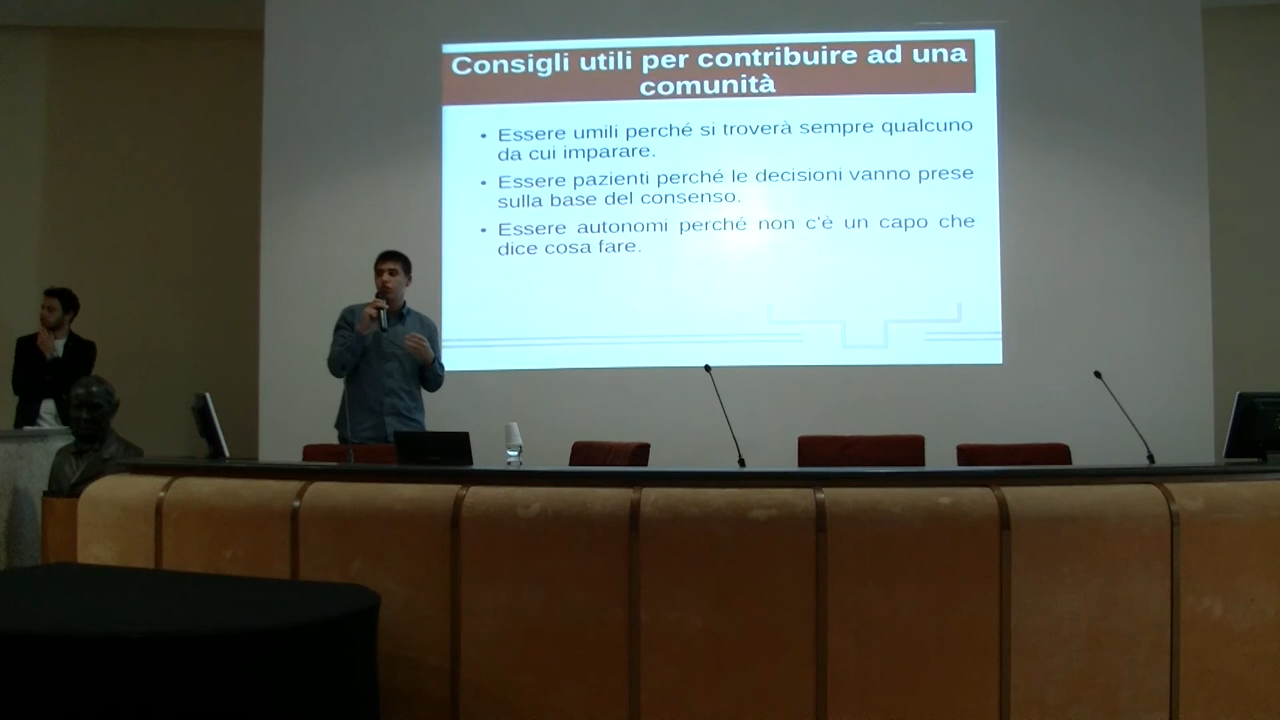 Consigli utili per contribuire ad una
comunità
• Essere umili perché si troverà sempre qualcuno
da cui imparare.
• Essere pazienti perché le decisioni vanno prese
sulla base del consenso.
• Essere autonomi perché non c'è un capo che
dice cosa fare.